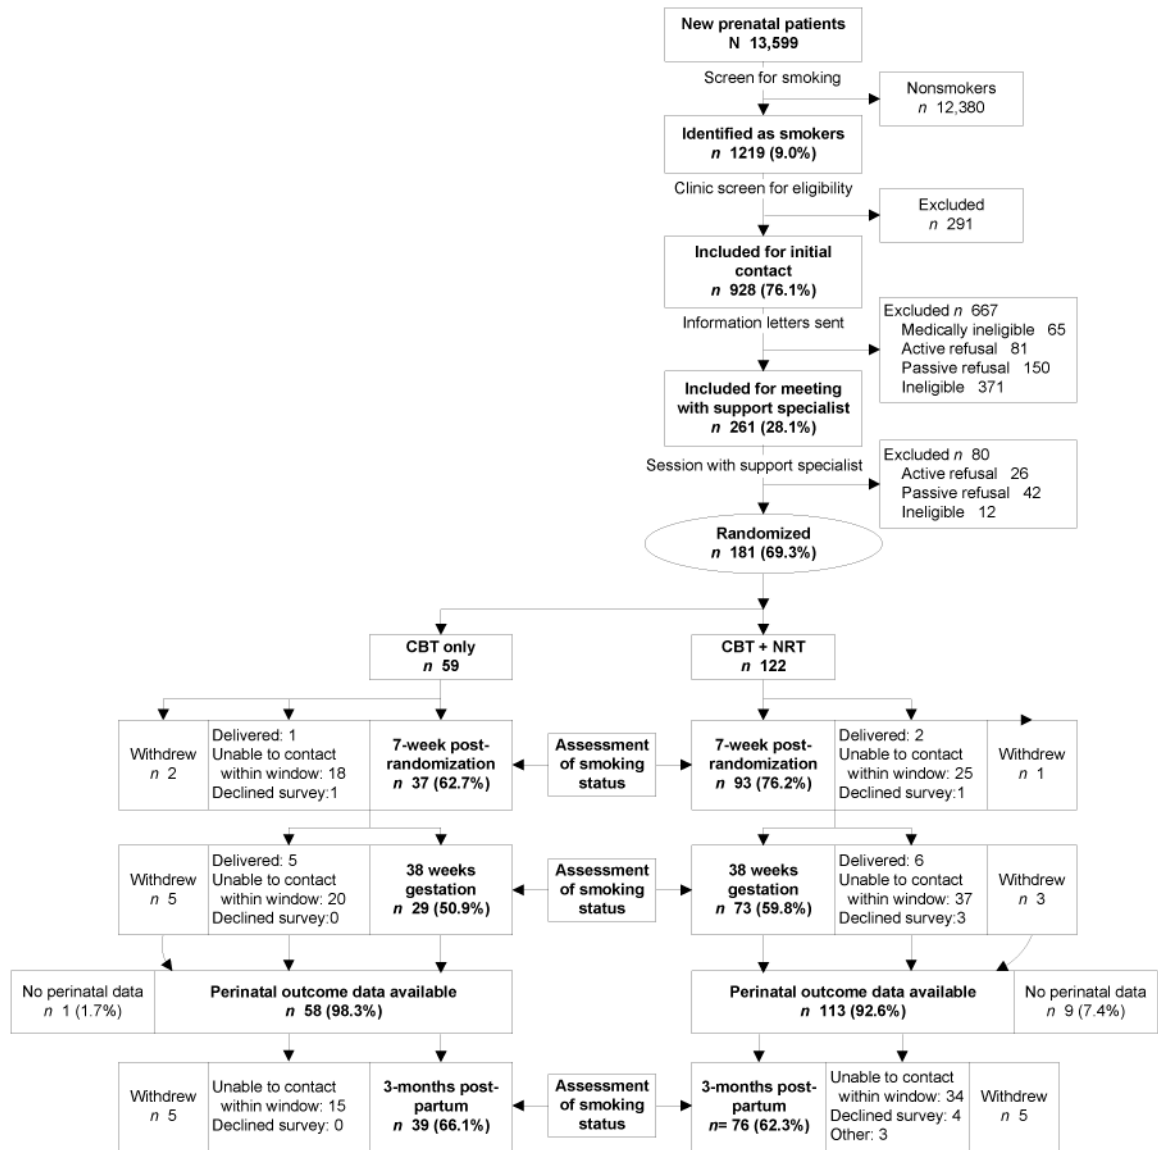 New prenatal patients
N 13,599
Screen for smoking
Nonsmokers
n 12,380
Identified as smokers
n 1219 (9.0%)
Clinic screen for eligibility
Excluded
n 291
Included for initial
contact
n 928 (76.1%)
Information letters sent
Excluded n 667
Medically ineligible 65
Active refusal 81
Passive refusal 150
Ineligible 371
Included for meeting
with support specialist
n 261 (28.1%)
Session with support specialist
Excluded n 80
Active refusal 26
Passive refusal 42
Ineligible 12
Randomized
n 181 (69.3%)
CBT only
n 59
CBT + NRT
n 122
Withdrew
n 2
Delivered: 1
Unable to contact
within window: 18
Declined survey:1
7-week post-
randomization
n 37 (62.7%)
Assessment
of smoking
status
7-week post-
randomization
n 93 (76.2%)
Delivered: 2
Unable to contact
within window: 25
Declined survey:1
Withdrew
n 1
Withdrew
n 5
Delivered: 5
Unable to contact
within window: 20
Declined survey:0
38 weeks
gestation
n 29 (50.9%)
Assessment
of smoking
status
38 weeks
gestation
n 73 (59.8%)
Delivered: 6
Unable to contact
within window: 37
Declined survey:3
Withdrew
n 3
No perinatal data
n 1 (1.7%)
Perinatal outcome data available
n 58 (98.3%)
Perinatal outcome data available
n 113 (92.6%)
No perinatal data
n 9 (7.4%)
Withdrew
n 5
Unable to contact
within window: 15
Declined survey: 0
3-months post-
partum
n 39 (66.1%)
Assessment
of smoking
status
3-months post-
partum
n= 76 (62.3%)
Unable to contact
within window: 34
Declined survey: 4
Other: 3
Withdrew
n 5